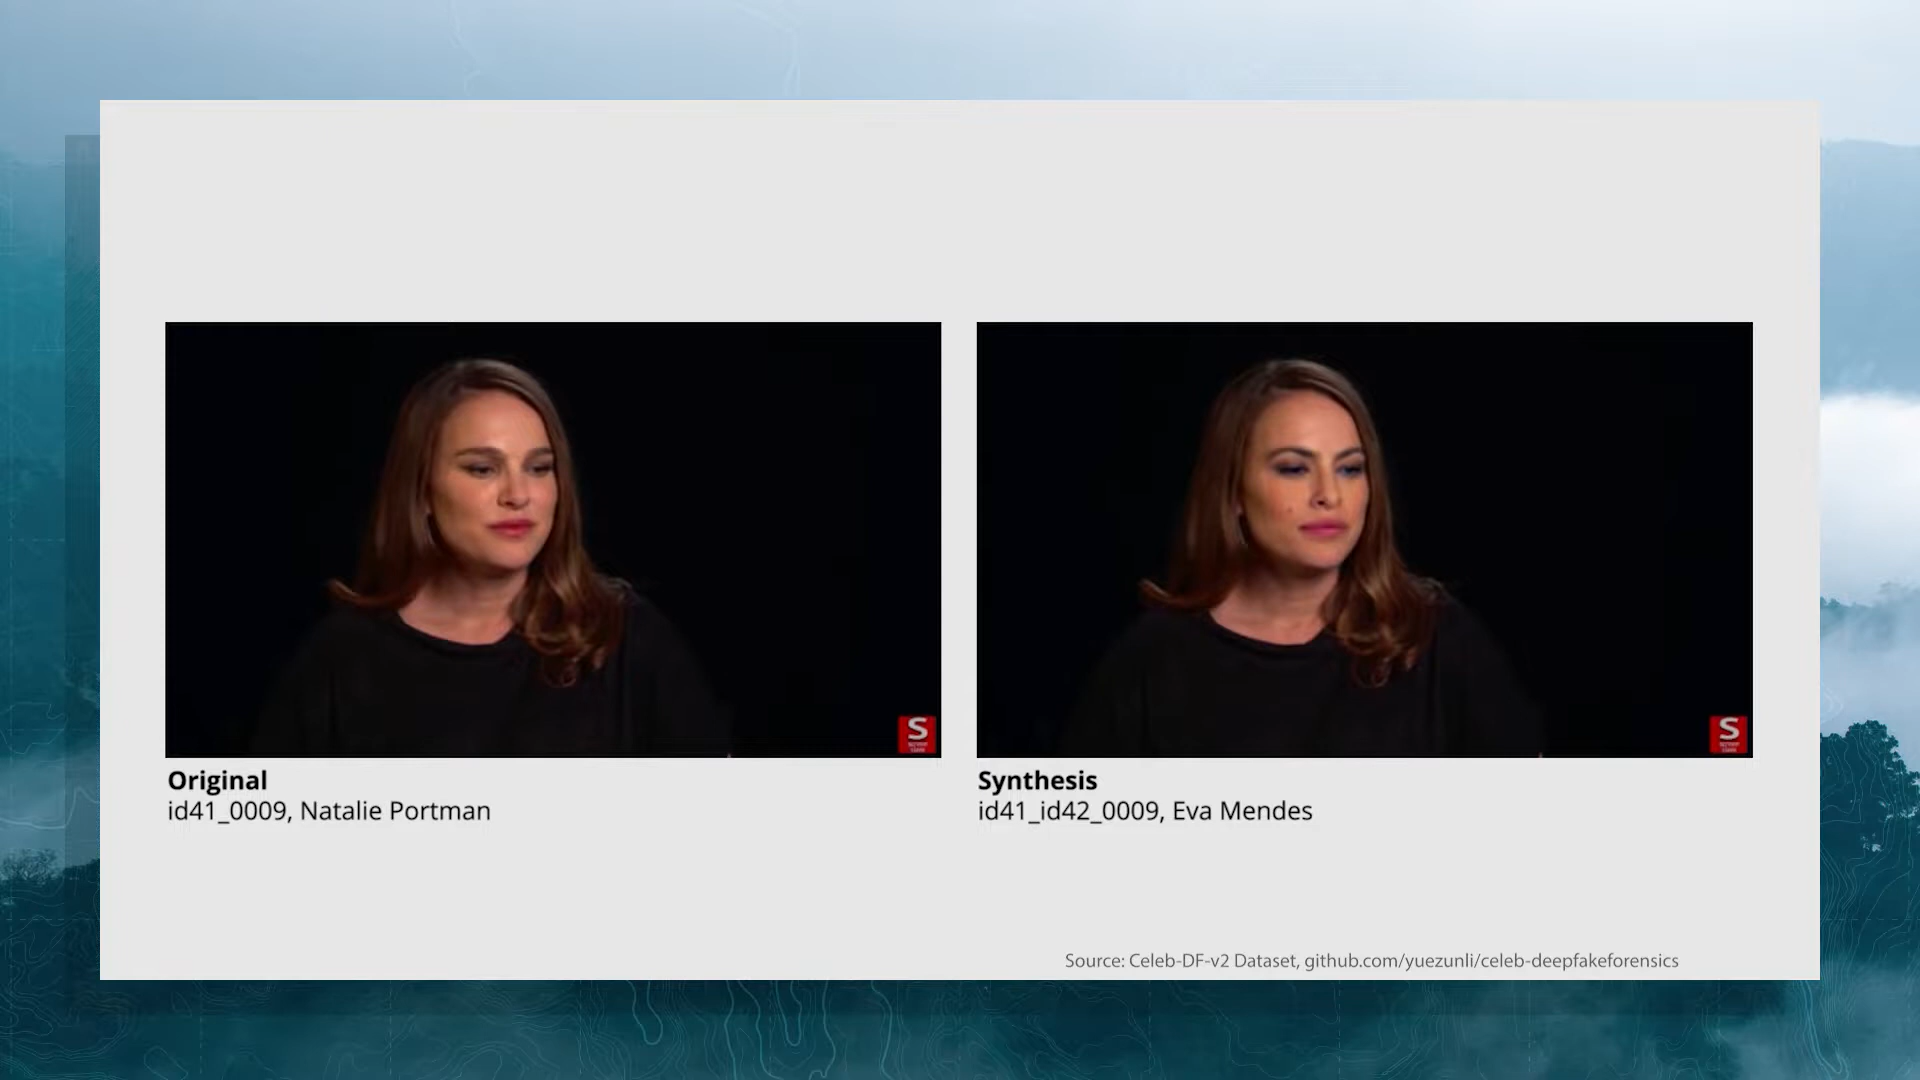 S
Original
id41_0009, Natalie Portman
S
Synthesis
id41_id42_0009, Eva Mendes
Source: Celeb-DF-v2 Dataset, github.com/yuezunli/celeb-deepfakeforensics